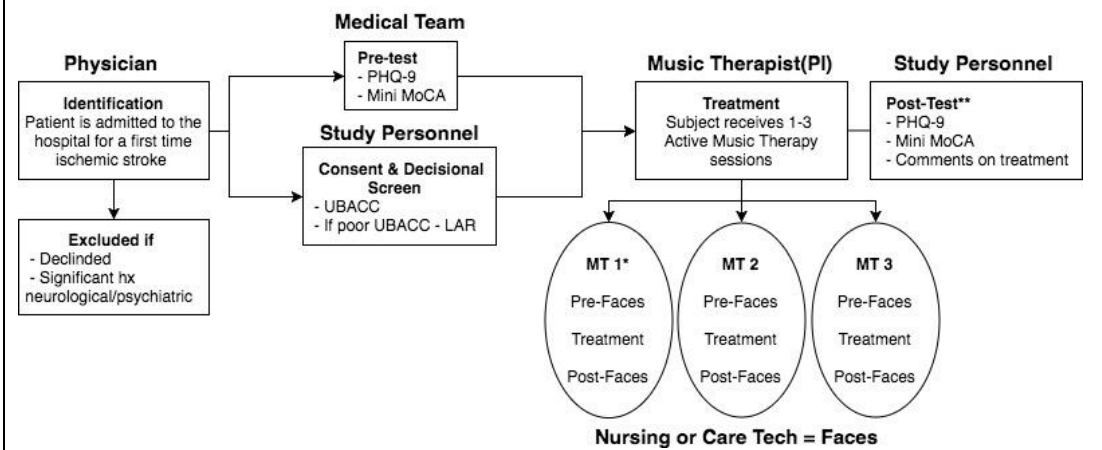 Medical Team
Physician
Pre-test
- PHQ-9
- Mini MoCA
Music Therapist(PI)
Study Personnel
Identification
Patient is admitted to the
hospital for a first time
ischemic stroke
Study Personnel
Consent & Decisional
Screen
- UBACC
- If poor UBACC - LAR
Treatment
Subject receives 1-3
Active Music Therapy
sessions
Post-Test**
- PHQ-9
- Mini MoCA
- Comments on treatment
Excluded if
- Declinded
- Significant hx
neurological/psychiatric
MT 1*
Pre-Faces
Treatment
Post-Faces
MT 2
Pre-Faces
Treatment
Post-Faces
MT 3
Pre-Faces
Treatment
Post-Faces
Nursing or Care Tech = Faces